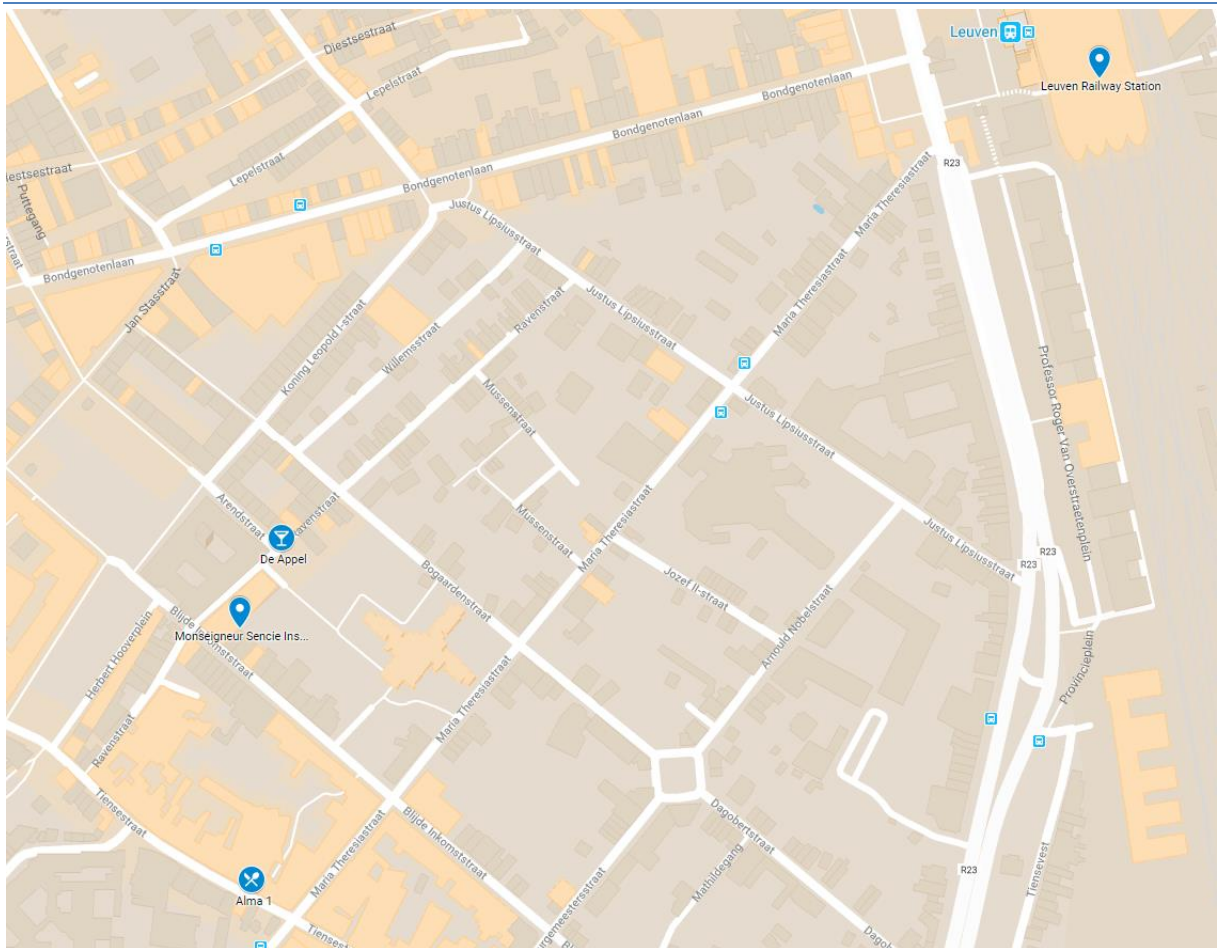 Diestsestraat
Leuven
Leuven Railway Station
Lepelstraat
Bondgenotenlaan
Bondgenotenlaan
R23
Maria Theresiastraat
Diestsestraat
Lepelstraat
Bondgenotenlaan
Puttegang
Justus Lipsiusstraat
Bondgenotenlaan
Jan Stasstraat
Koning Leopold I-straat
Willemsstraat
Ravenstraat
Justus Lipsiusstraat
Maria Theresiastraat
Mussenstraat
Justus Lipsiusstraat
Professor Roger Van Overstraetenplein
Arendstraat
Ravenstraat
De Appel
Mussenstraat
Maria Theresiastraat
Justus Lipsiusstraat
R23
R23
Bogaardenstraat
Jozef II-straat
Arnould Nobelstraat
Monseigneur Sencie Ins...
Blijde Inkomststraat
Herbert Hooverplein
Provincieplein
Maria Theresiastraat
Ravenstraat
Tiensestraat
Blijde Inkomststraat
Dagobertstraat
Maria Theresiastraat
Mathildegang
R23
Tiensevest
Alma 1